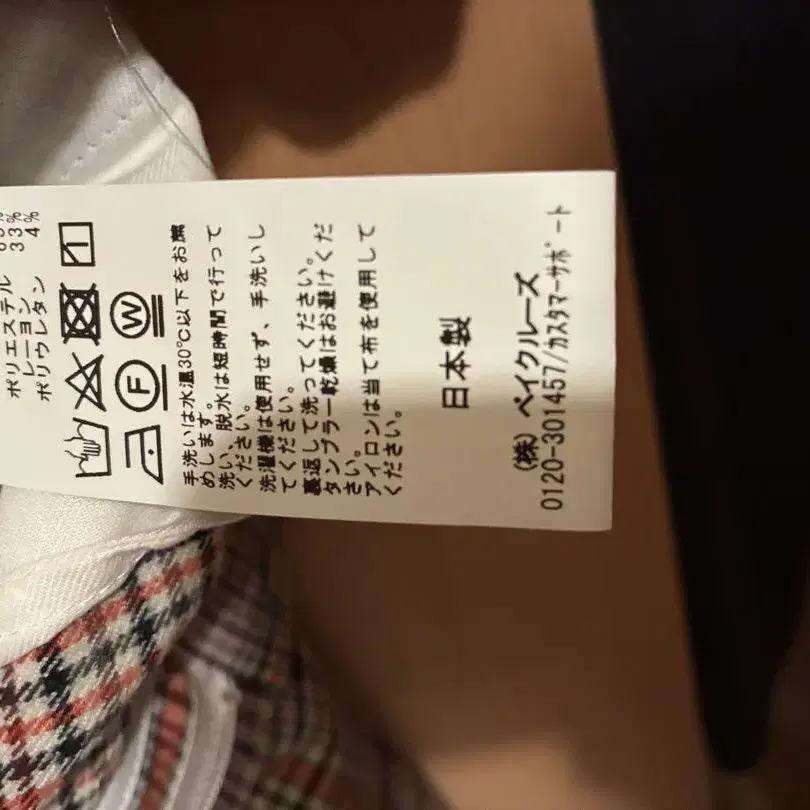 ポリエステル
レーヨン 33%
ポリウレタン 4%
F W
手洗いは水温30℃以下をお薦
めします。
洗い、脱水は短時間で行って
ください。
洗濯機は使用せず、手洗いし
てください。
裏返して洗ってください。
タンブラー乾燥はお避けくだ
さい。
アイロンは当て布を使用して
ください。
日本製
(株)ベイクルーズ
0120-301457/カスタマーサポート